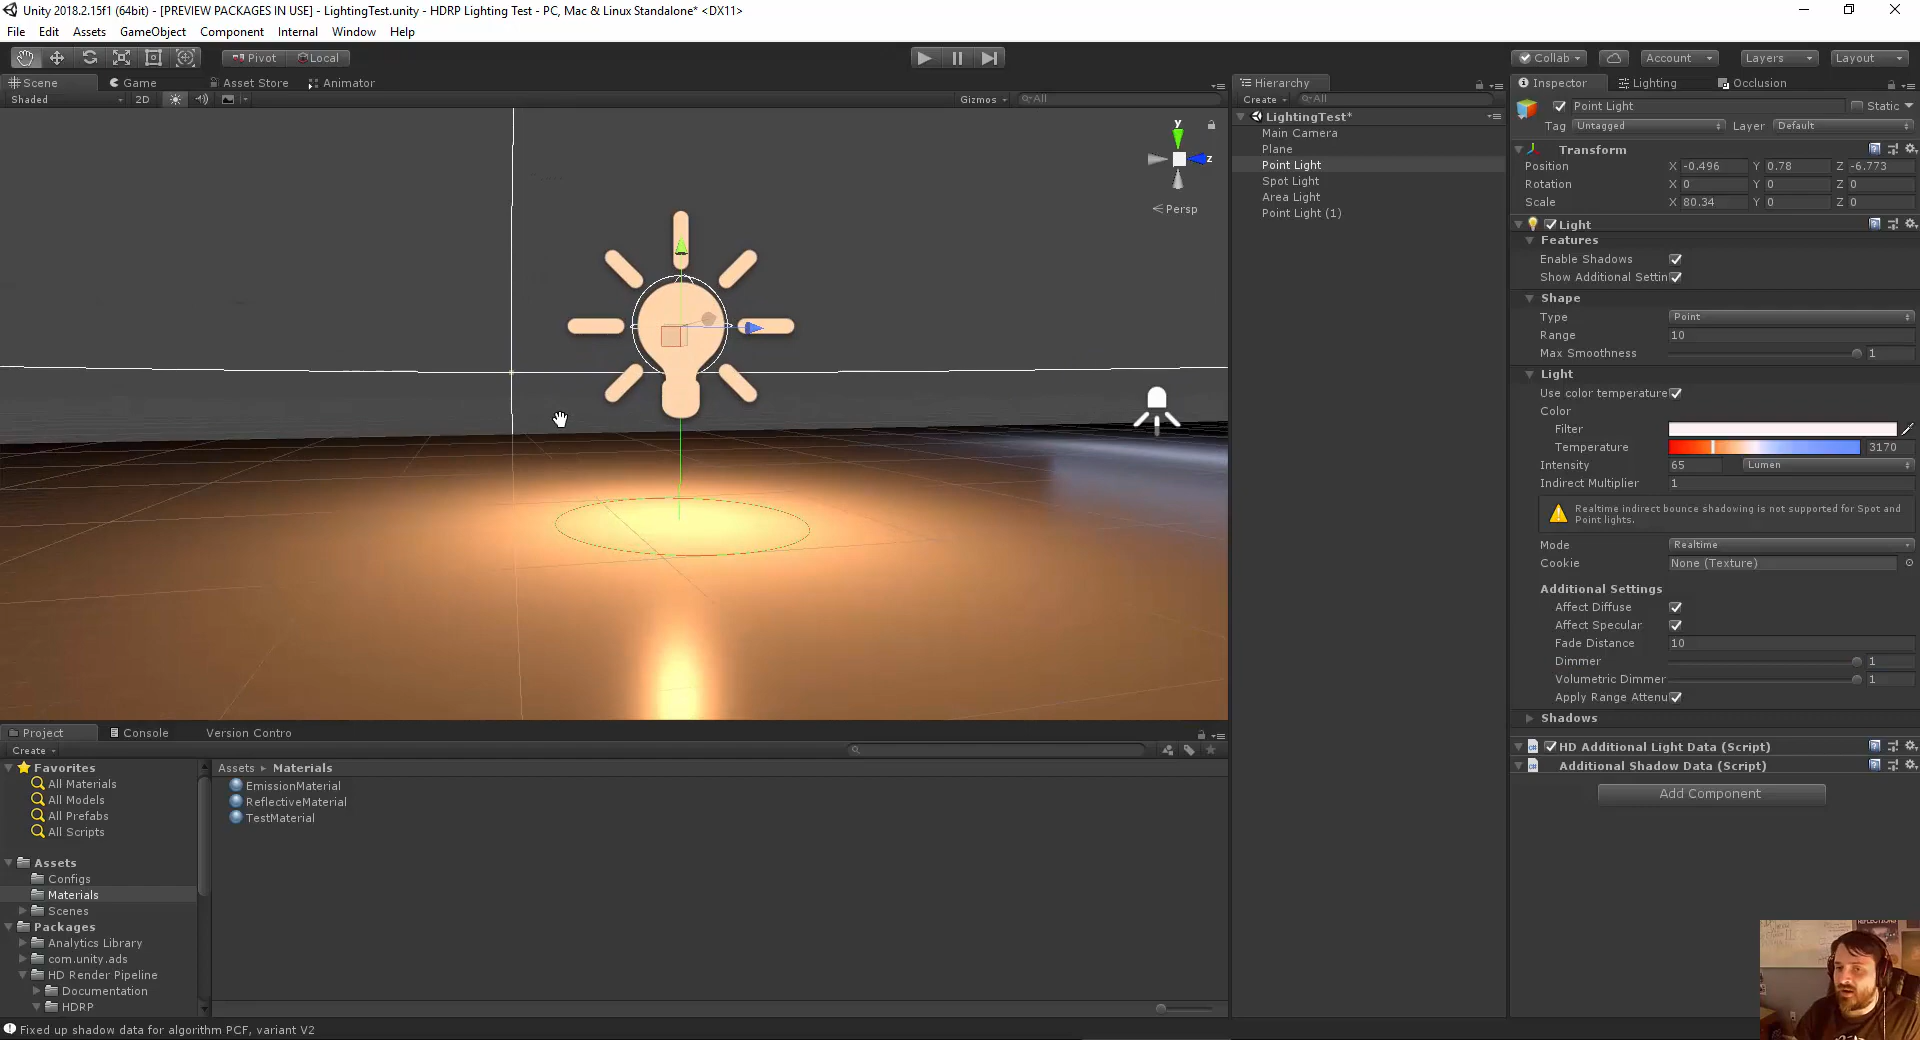 Unity 2018.2.15f1 (64bit) - [PREVIEW PACKAGES IN USE] - LightingTest.unity - HDRP Lighting Test - PC, Mac & Linux Standalone* <DX11>
File Edit Assets GameObject Component Internal Window Help
Pivot Local
Collab Account Layers Layout
Scene Game Asset Store Animator
Shaded 2D Gizmos All
y
z
Persp
Hierarchy
Create All
LightingTest*
Main Camera
Plane
Point Light
Spot Light
Area Light
Point Light (1)
Inspector Lighting Occlusion
Point Light Static
Tag Untagged Layer Default
Transform
Position X -0.496 Y 0.78 Z -6.773
Rotation X 0 Y 0 Z 0
Scale X 80.34 Y 0 Z 0
Light
Features
Enable Shadows
Show Additional Settin
Shape
Type Point
Range 10
Max Smoothness 1
Light
Use color temperature
Color
Filter
Temperature 3170
Intensity 65 Lumen
Indirect Multiplier 1
Realtime indirect bounce shadowing is not supported for Spot and
Point lights.
Mode Realtime
Cookie None (Texture)
Additional Settings
Affect Diffuse
Affect Specular
Fade Distance 10
Dimmer 1
Volumetric Dimmer 1
Apply Range Attenu
Shadows
HD Additional Light Data (Script)
Additional Shadow Data (Script)
Add Component
Project Console Version Contro
Create
Favorites
All Materials
All Models
All Prefabs
All Scripts
Assets
Configs
Materials
Scenes
Packages
Analytics Library
com.unity.ads
HD Render Pipeline
Documentation
HDRP
Assets Materials
EmissionMaterial
ReflectiveMaterial
TestMaterial
Fixed up shadow data for algorithm PCF, variant V2